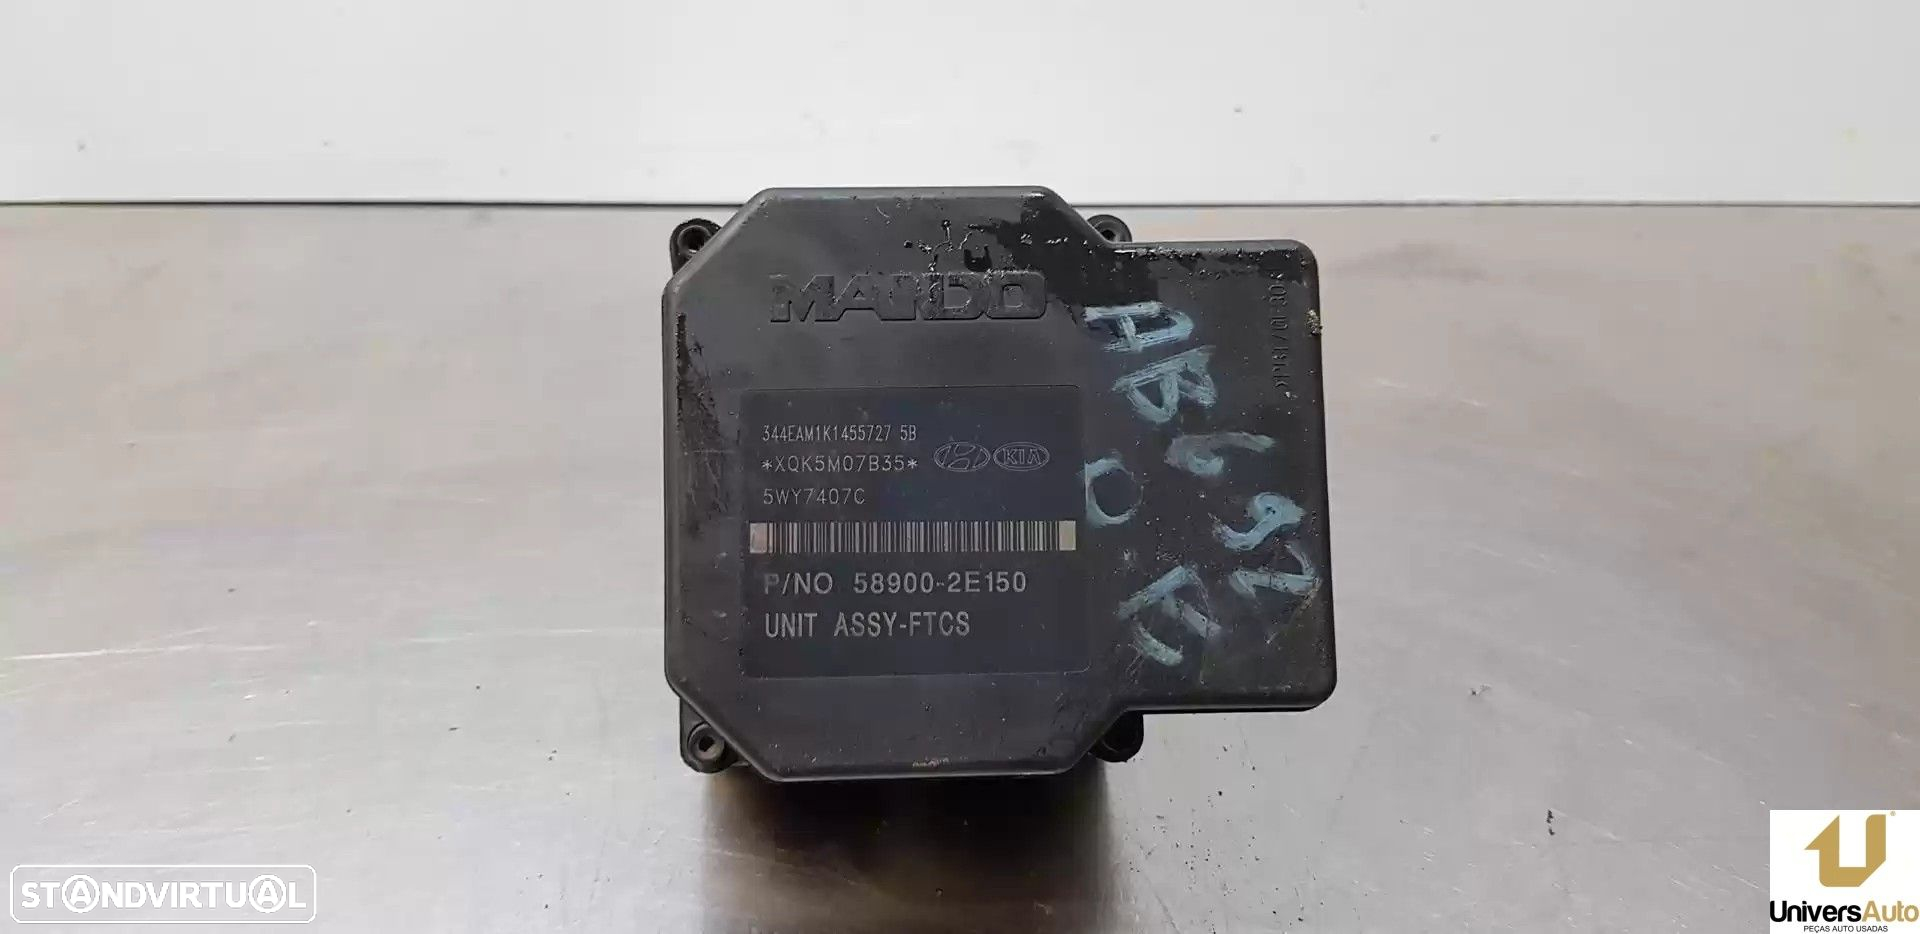 MANDO
344EAM1K1455727 5B
*XQK5M07B35*
KIA
5WY7407C
P/NO 58900-2E150
UNIT ASSY-FTCS
STANDVIRTUAL
UniversAuto
PEÇAS AUTO USADAS